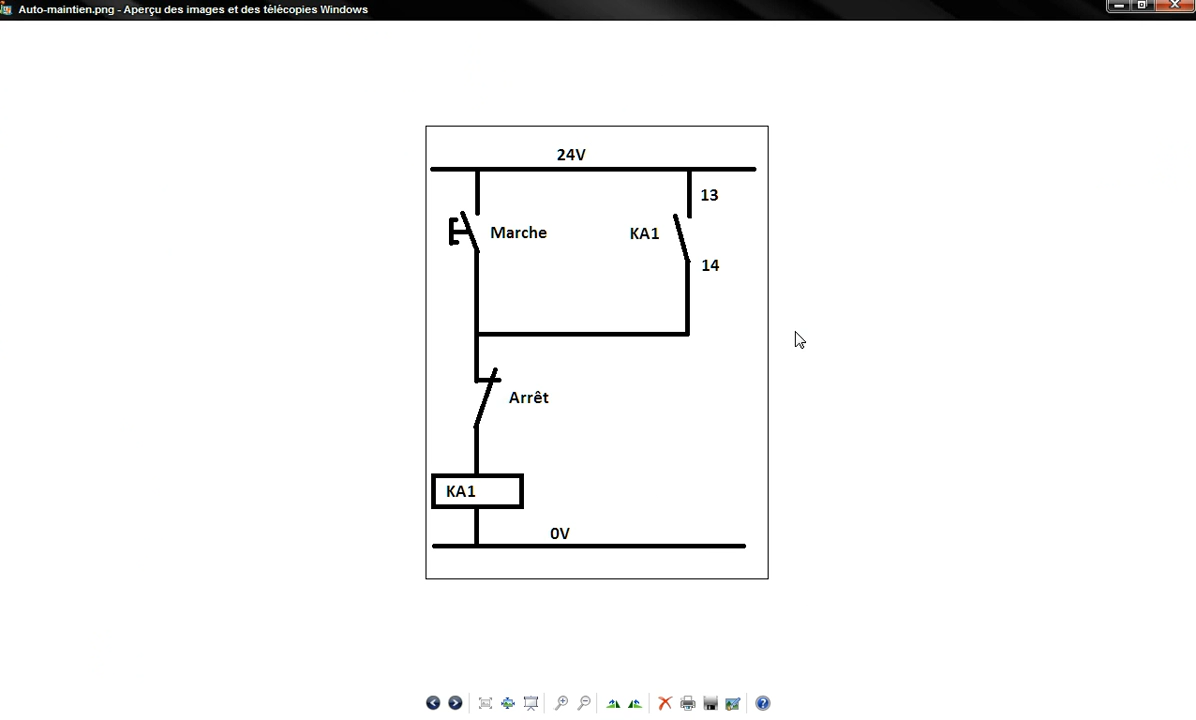 Auto-maintien.png - Aperçu des images et des télécopies Windows
24V
13
Marche
KA1
14
Arrêt
KA1
0V